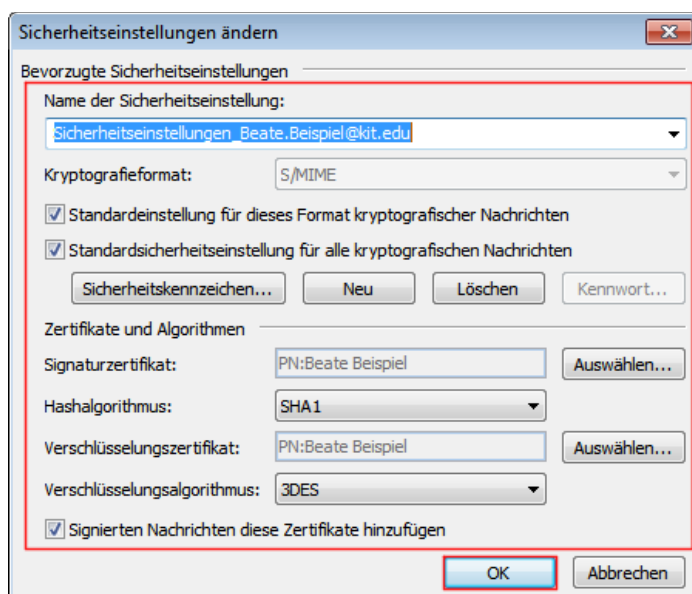 Sicherheitseinstellungen ändern
Bevorzugte Sicherheitseinstellungen
Name der Sicherheitseinstellung:
Sicherheitseinstellungen_Beate.Beispiel@kit.edu
Kryptografieformat: S/MIME
Standardeinstellung für dieses Format kryptografischer Nachrichten
Standardsicherheitseinstellung für alle kryptografischen Nachrichten
Sicherheitskennzeichen... Neu Löschen Kennwort...
Zertifikate und Algorithmen
Signaturzertifikat: PN:Beate Beispiel Auswählen...
Hashalgorithmus: SHA1
Verschlüsselungszertifikat: PN:Beate Beispiel Auswählen...
Verschlüsselungsalgorithmus: 3DES
Signierten Nachrichten diese Zertifikate hinzufügen
OK Abbrechen